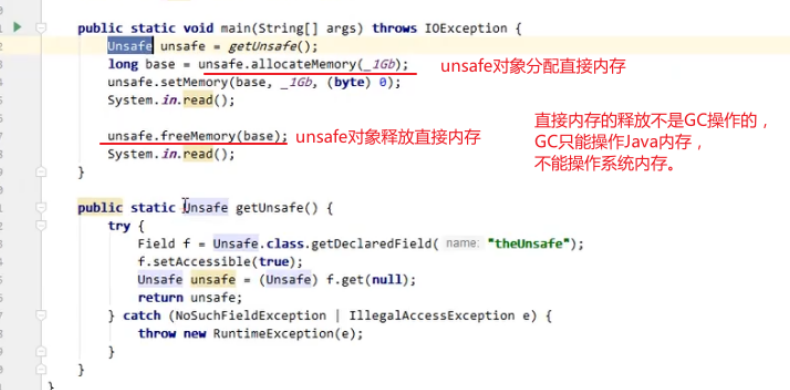 public static void main(String[] args) throws IOException {
Unsafe unsafe = getUnsafe();
long base = unsafe.allocateMemory(_1Gb); unsafe对象分配直接内存
unsafe.setMemory(base, _1Gb, (byte) 0);
System.in.read();
unsafe.freeMemory(base); unsafe对象释放直接内存
System.in.read();
}
直接内存的释放不是GC操作的，
GC只能操作Java内存，
不能操作系统内存。
public static Unsafe getUnsafe() {
try {
Field f = Unsafe.class.getDeclaredField( name: "theUnsafe");
f.setAccessible(true);
Unsafe unsafe = (Unsafe) f.get(null);
return unsafe;
} catch (NoSuchFieldException | IllegalAccessException e) {
throw new RuntimeException(e);
}
}
}